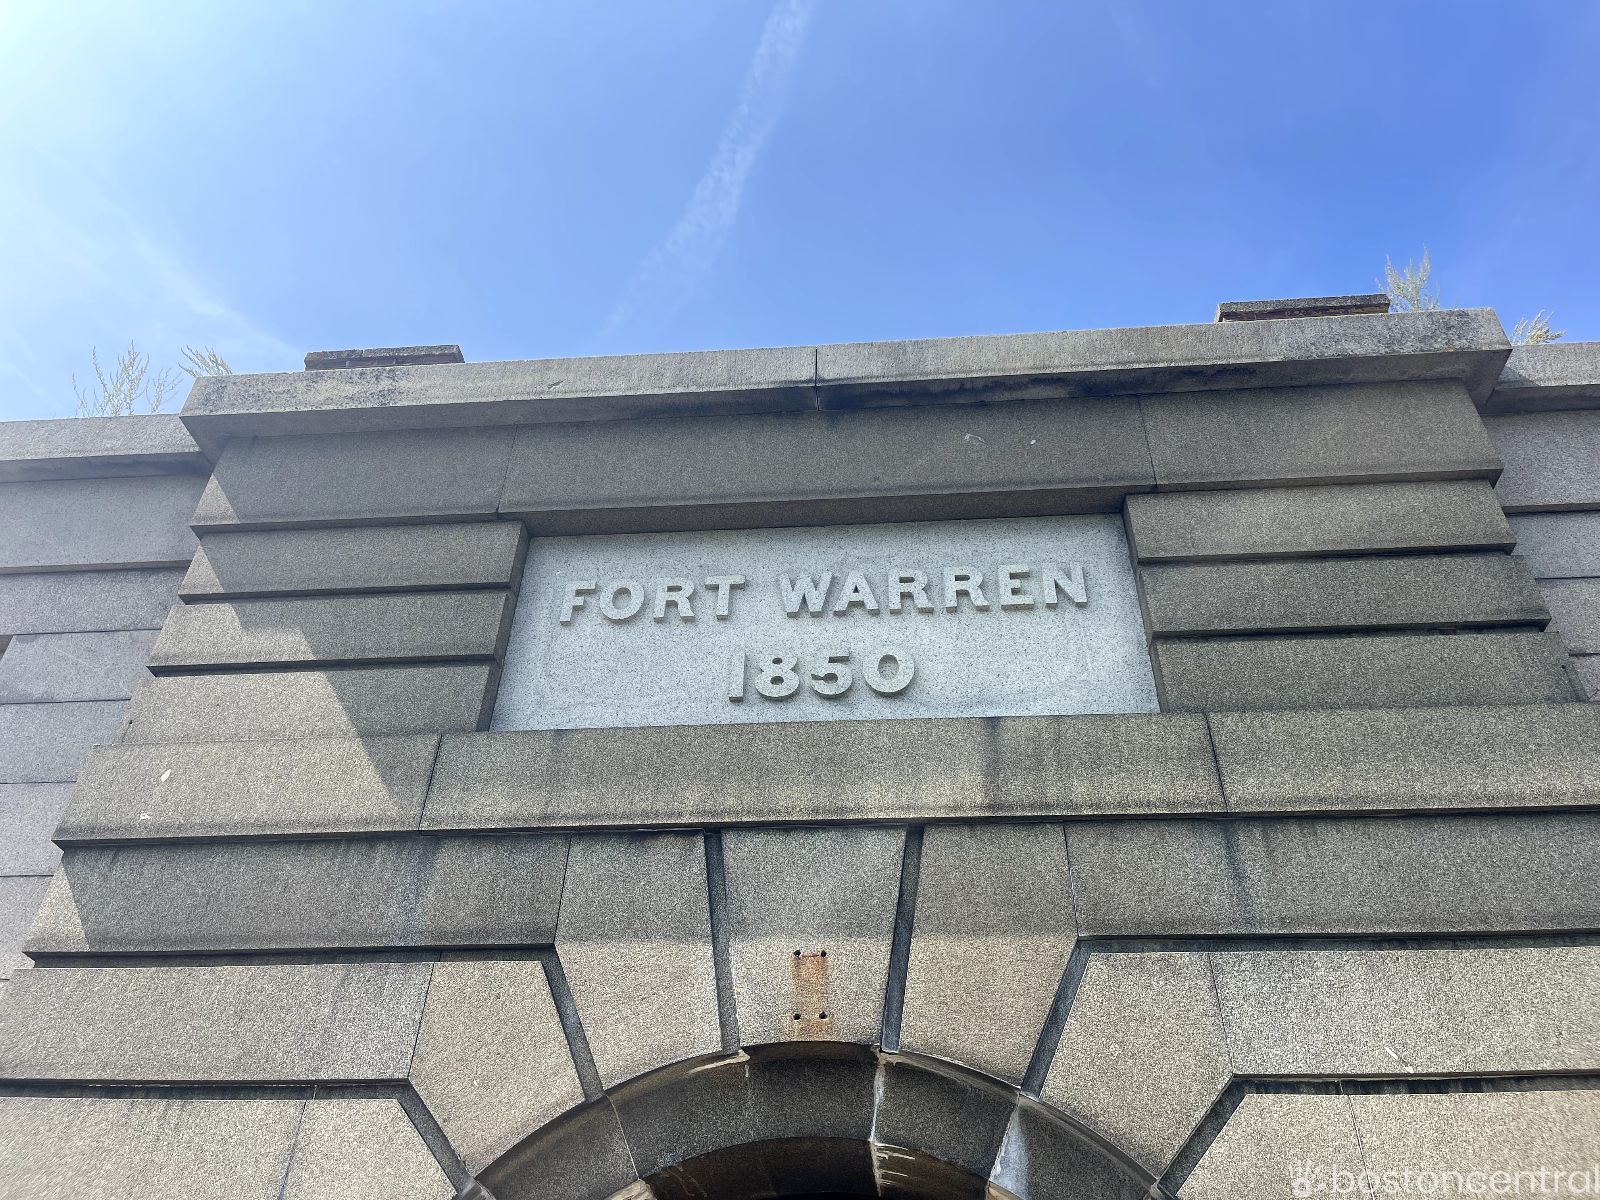 FORT WARREN
1850
bostoncentral